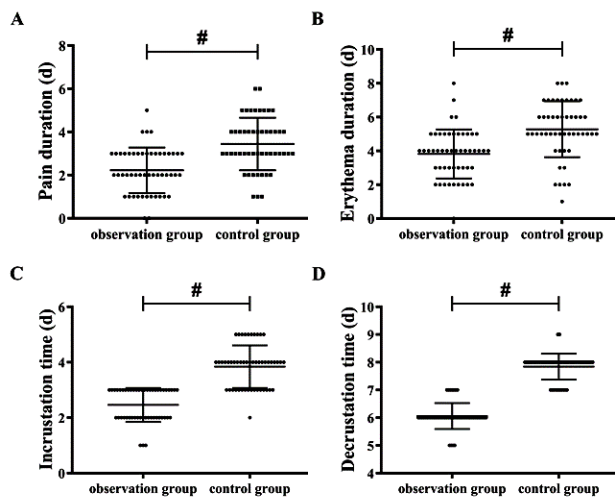 A
#
Pain duration (d)
8
6
4
2
0
observation group control group
B
#
Erythema duration (d)
10
8
6
4
2
0
observation group control group
C
#
Incrustation time (d)
6
4
2
0
observation group control group
D
#
Decrustation time (d)
10
9
8
7
6
5
4
observation group control group